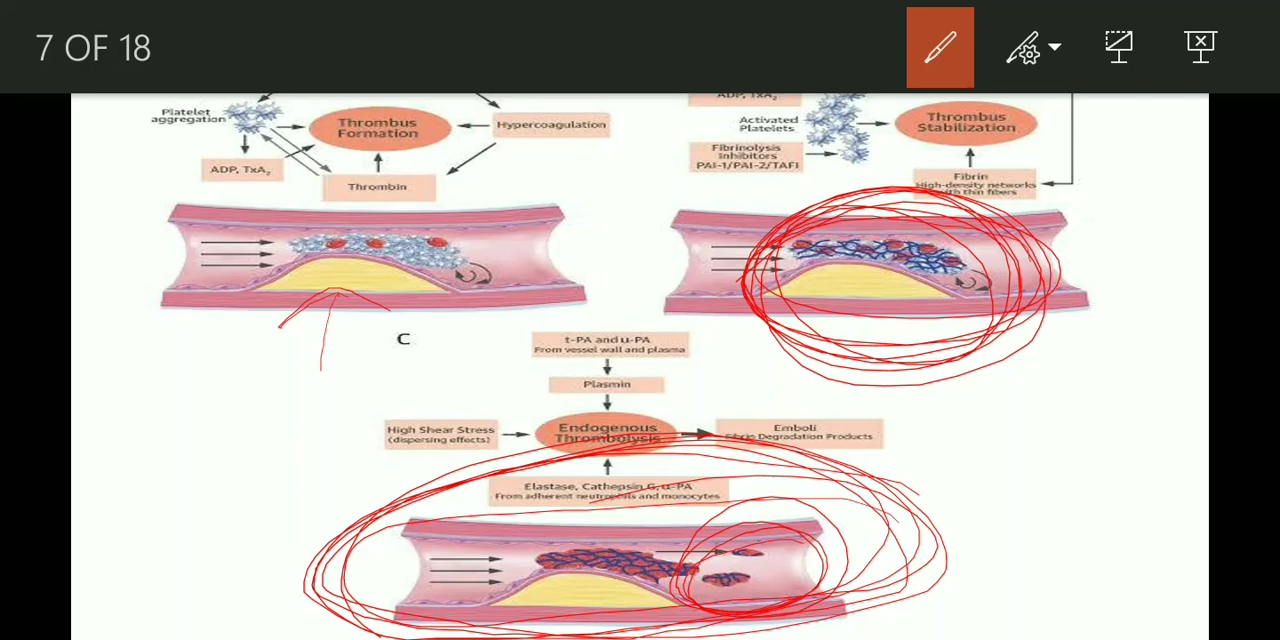 7 OF 18
Platelet
aggregation
Thrombus
Formation
Hypercoagulation
ADP, TxA₂
Thrombin
ADP, TxA₂
Activated
Platelets
Thrombus
Stabilization
Fibrinolysis
Inhibitors
PAI-1/PAI-2/TAFI
Fibrin
High-density networks
with thin fibers
C
t-PA and u-PA
From vessel wall and plasma
Plasmin
High Shear Stress
(dispersing effects)
Endogenous
Thrombolysis
Emboli
Fibrin Degradation Products
Elastase, Cathepsin G, u-PA
From adherent neutrophils and monocytes